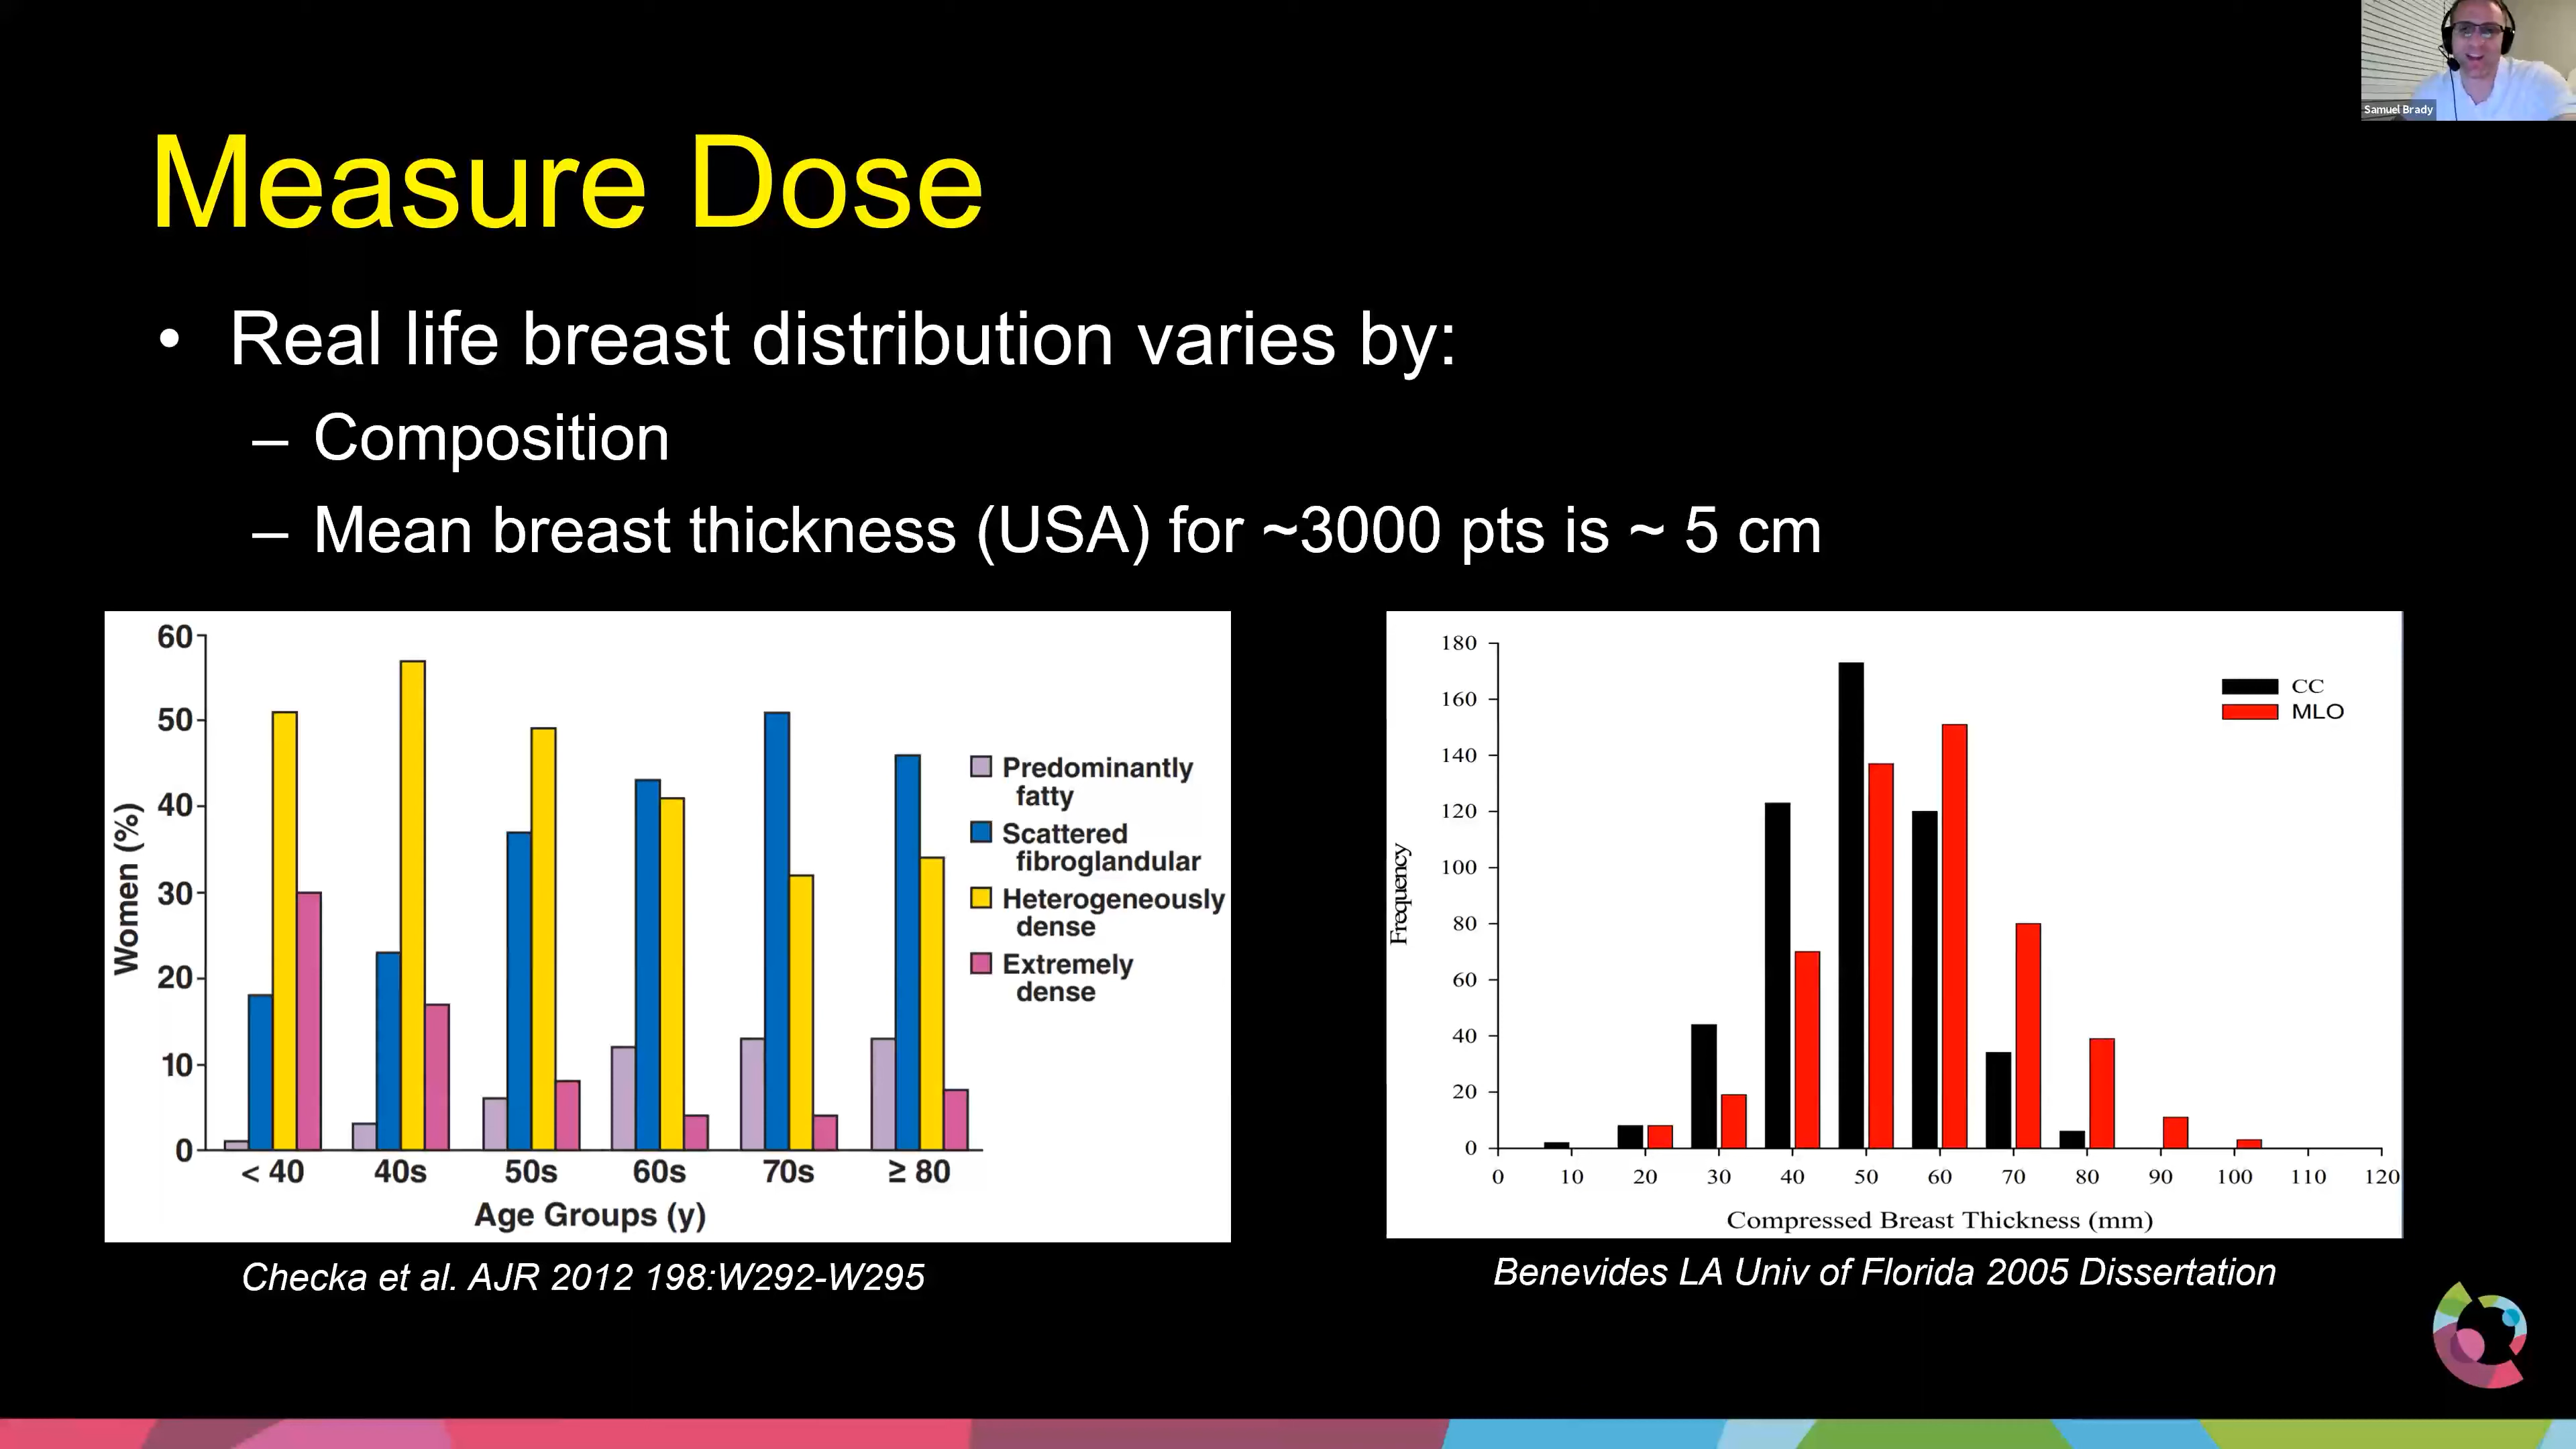 Samuel Brady
Measure Dose
• Real life breast distribution varies by:
– Composition
– Mean breast thickness (USA) for ~3000 pts is ~ 5 cm
60
50
40
30
20
10
0
Women (%)
< 40 40s 50s 60s 70s ≥ 80
Age Groups (y)
Predominantly
fatty
Scattered
fibroglandular
Heterogeneously
dense
Extremely
dense
Checka et al. AJR 2012 198:W292-W295
180
160
140
120
100
80
60
40
20
0
Frequency
0 10 20 30 40 50 60 70 80 90 100 110 120
Compressed Breast Thickness (mm)
CC
MLO
Benevides LA Univ of Florida 2005 Dissertation